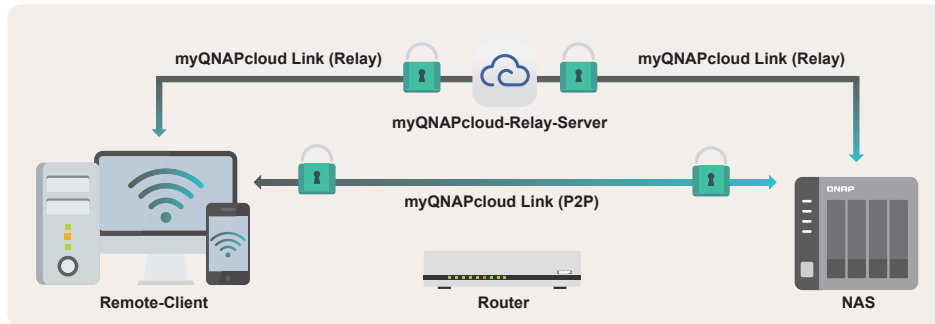 myQNAPcloud Link (Relay)
myQNAPcloud Link (Relay)
myQNAPcloud-Relay-Server
myQNAPcloud Link (P2P)
QNAP
Remote-Client
Router
NAS